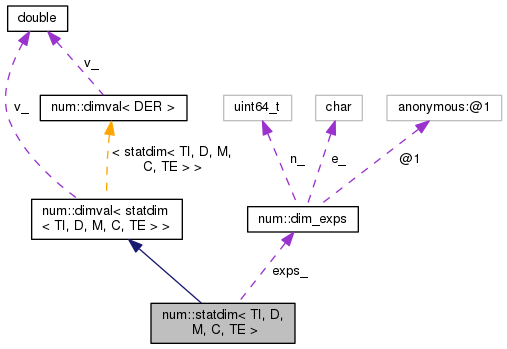 double
v_
num::dimval< DER >
uint64_t
char
anonymous:@1
v_
< statdim< TI, D, M,
C, TE > >
n_
e_
@1
num::dimval< statdim
< TI, D, M, C, TE > >
num::dim_exps
exps_
num::statdim< TI, D,
M, C, TE >